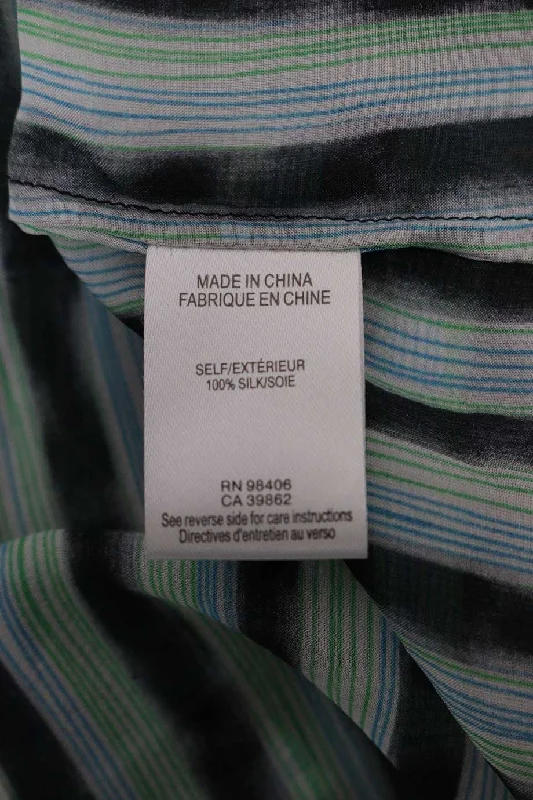 MADE IN CHINA
FABRIQUE EN CHINE
SELF/EXTÉRIEUR
100% SILK/SOIE
RN 98406
CA 39862
See reverse side for care instructions
Directives d'entretien au verso